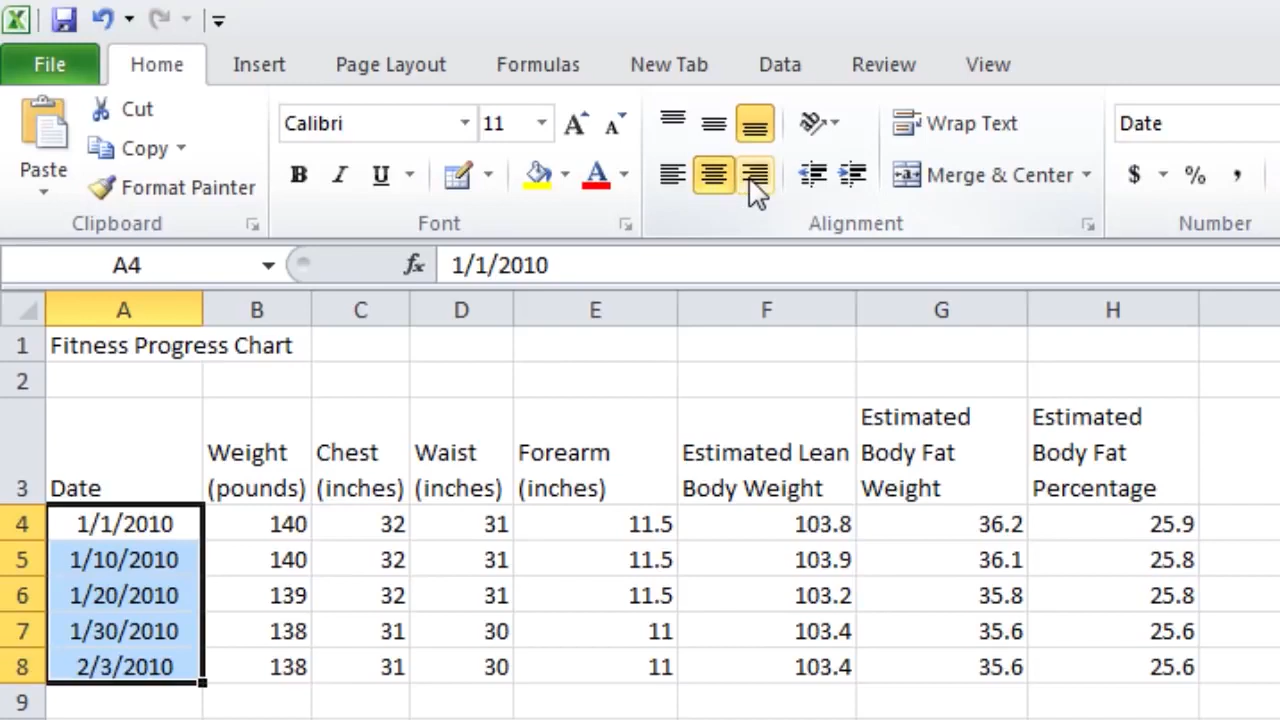 File Home Insert Page Layout Formulas New Tab Data Review View
Cut
Calibri 11 Wrap Text Date
Copy
Paste B I U A Merge & Center $ % ,
Format Painter
Clipboard Font Alignment Number
A4 fx 1/1/2010
A B C D E F G H
1 Fitness Progress Chart
2
Estimated Estimated
Weight Chest Waist Forearm Estimated Lean Body Fat Body Fat
3 Date (pounds) (inches) (inches) (inches) Body Weight Weight Percentage
4 1/1/2010 140 32 31 11.5 103.8 36.2 25.9
5 1/10/2010 140 32 31 11.5 103.9 36.1 25.8
6 1/20/2010 139 32 31 11.5 103.2 35.8 25.8
7 1/30/2010 138 31 30 11 103.4 35.6 25.6
8 2/3/2010 138 31 30 11 103.4 35.6 25.6
9